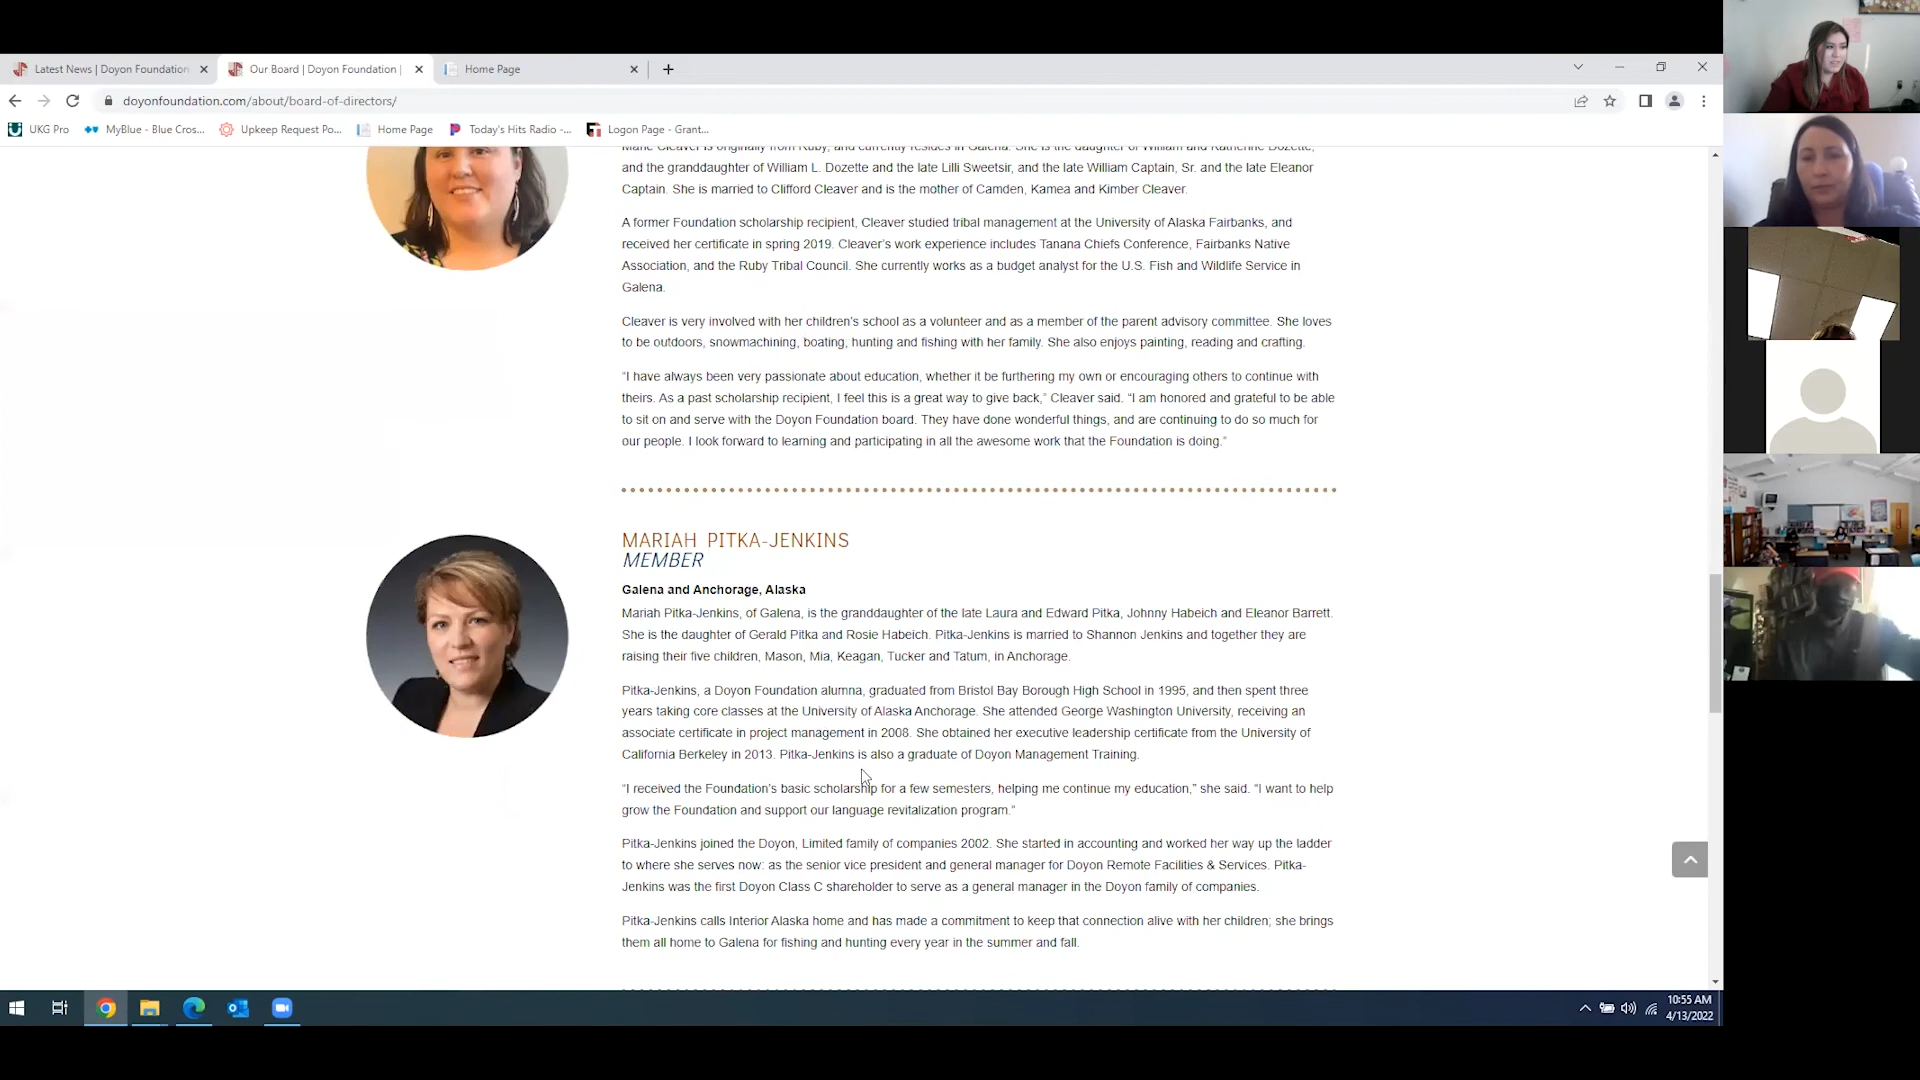 Latest News | Doyon Foundation
Our Board | Doyon Foundation |
Home Page
doyonfoundation.com/about/board-of-directors/
UKG Pro
MyBlue - Blue Cros...
Upkeep Request Po...
Home Page
Today's Hits Radio -...
Logon Page - Grant...
Marie Cleaver is originally from Ruby, and currently resides in Galena. She is the daughter of William and Katherine Dozette,
and the granddaughter of William L. Dozette and the late Lilli Sweetsir, and the late William Captain, Sr. and the late Eleanor
Captain. She is married to Clifford Cleaver and is the mother of Camden, Kamea and Kimber Cleaver.
A former Foundation scholarship recipient, Cleaver studied tribal management at the University of Alaska Fairbanks, and
received her certificate in spring 2019. Cleaver's work experience includes Tanana Chiefs Conference, Fairbanks Native
Association, and the Ruby Tribal Council. She currently works as a budget analyst for the U.S. Fish and Wildlife Service in
Galena.
Cleaver is very involved with her children's school as a volunteer and as a member of the parent advisory committee. She loves
to be outdoors, snowmachining, boating, hunting and fishing with her family. She also enjoys painting, reading and crafting.
“I have always been very passionate about education, whether it be furthering my own or encouraging others to continue with
theirs. As a past scholarship recipient, I feel this is a great way to give back,” Cleaver said. “I am honored and grateful to be able
to sit on and serve with the Doyon Foundation board. They have done wonderful things, and are continuing to do so much for
our people. I look forward to learning and participating in all the awesome work that the Foundation is doing.”
MARIAH PITKA-JENKINS
MEMBER
Galena and Anchorage, Alaska
Mariah Pitka-Jenkins, of Galena, is the granddaughter of the late Laura and Edward Pitka, Johnny Habeich and Eleanor Barrett.
She is the daughter of Gerald Pitka and Rosie Habeich. Pitka-Jenkins is married to Shannon Jenkins and together they are
raising their five children, Mason, Mia, Keagan, Tucker and Tatum, in Anchorage.
Pitka-Jenkins, a Doyon Foundation alumna, graduated from Bristol Bay Borough High School in 1995, and then spent three
years taking core classes at the University of Alaska Anchorage. She attended George Washington University, receiving an
associate certificate in project management in 2008. She obtained her executive leadership certificate from the University of
California Berkeley in 2013. Pitka-Jenkins is also a graduate of Doyon Management Training.
“I received the Foundation's basic scholarship for a few semesters, helping me continue my education,” she said. “I want to help
grow the Foundation and support our language revitalization program.”
Pitka-Jenkins joined the Doyon, Limited family of companies 2002. She started in accounting and worked her way up the ladder
to where she serves now: as the senior vice president and general manager for Doyon Remote Facilities & Services. Pitka-
Jenkins was the first Doyon Class C shareholder to serve as a general manager in the Doyon family of companies.
Pitka-Jenkins calls Interior Alaska home and has made a commitment to keep that connection alive with her children; she brings
them all home to Galena for fishing and hunting every year in the summer and fall.
10:55 AM
4/13/2022